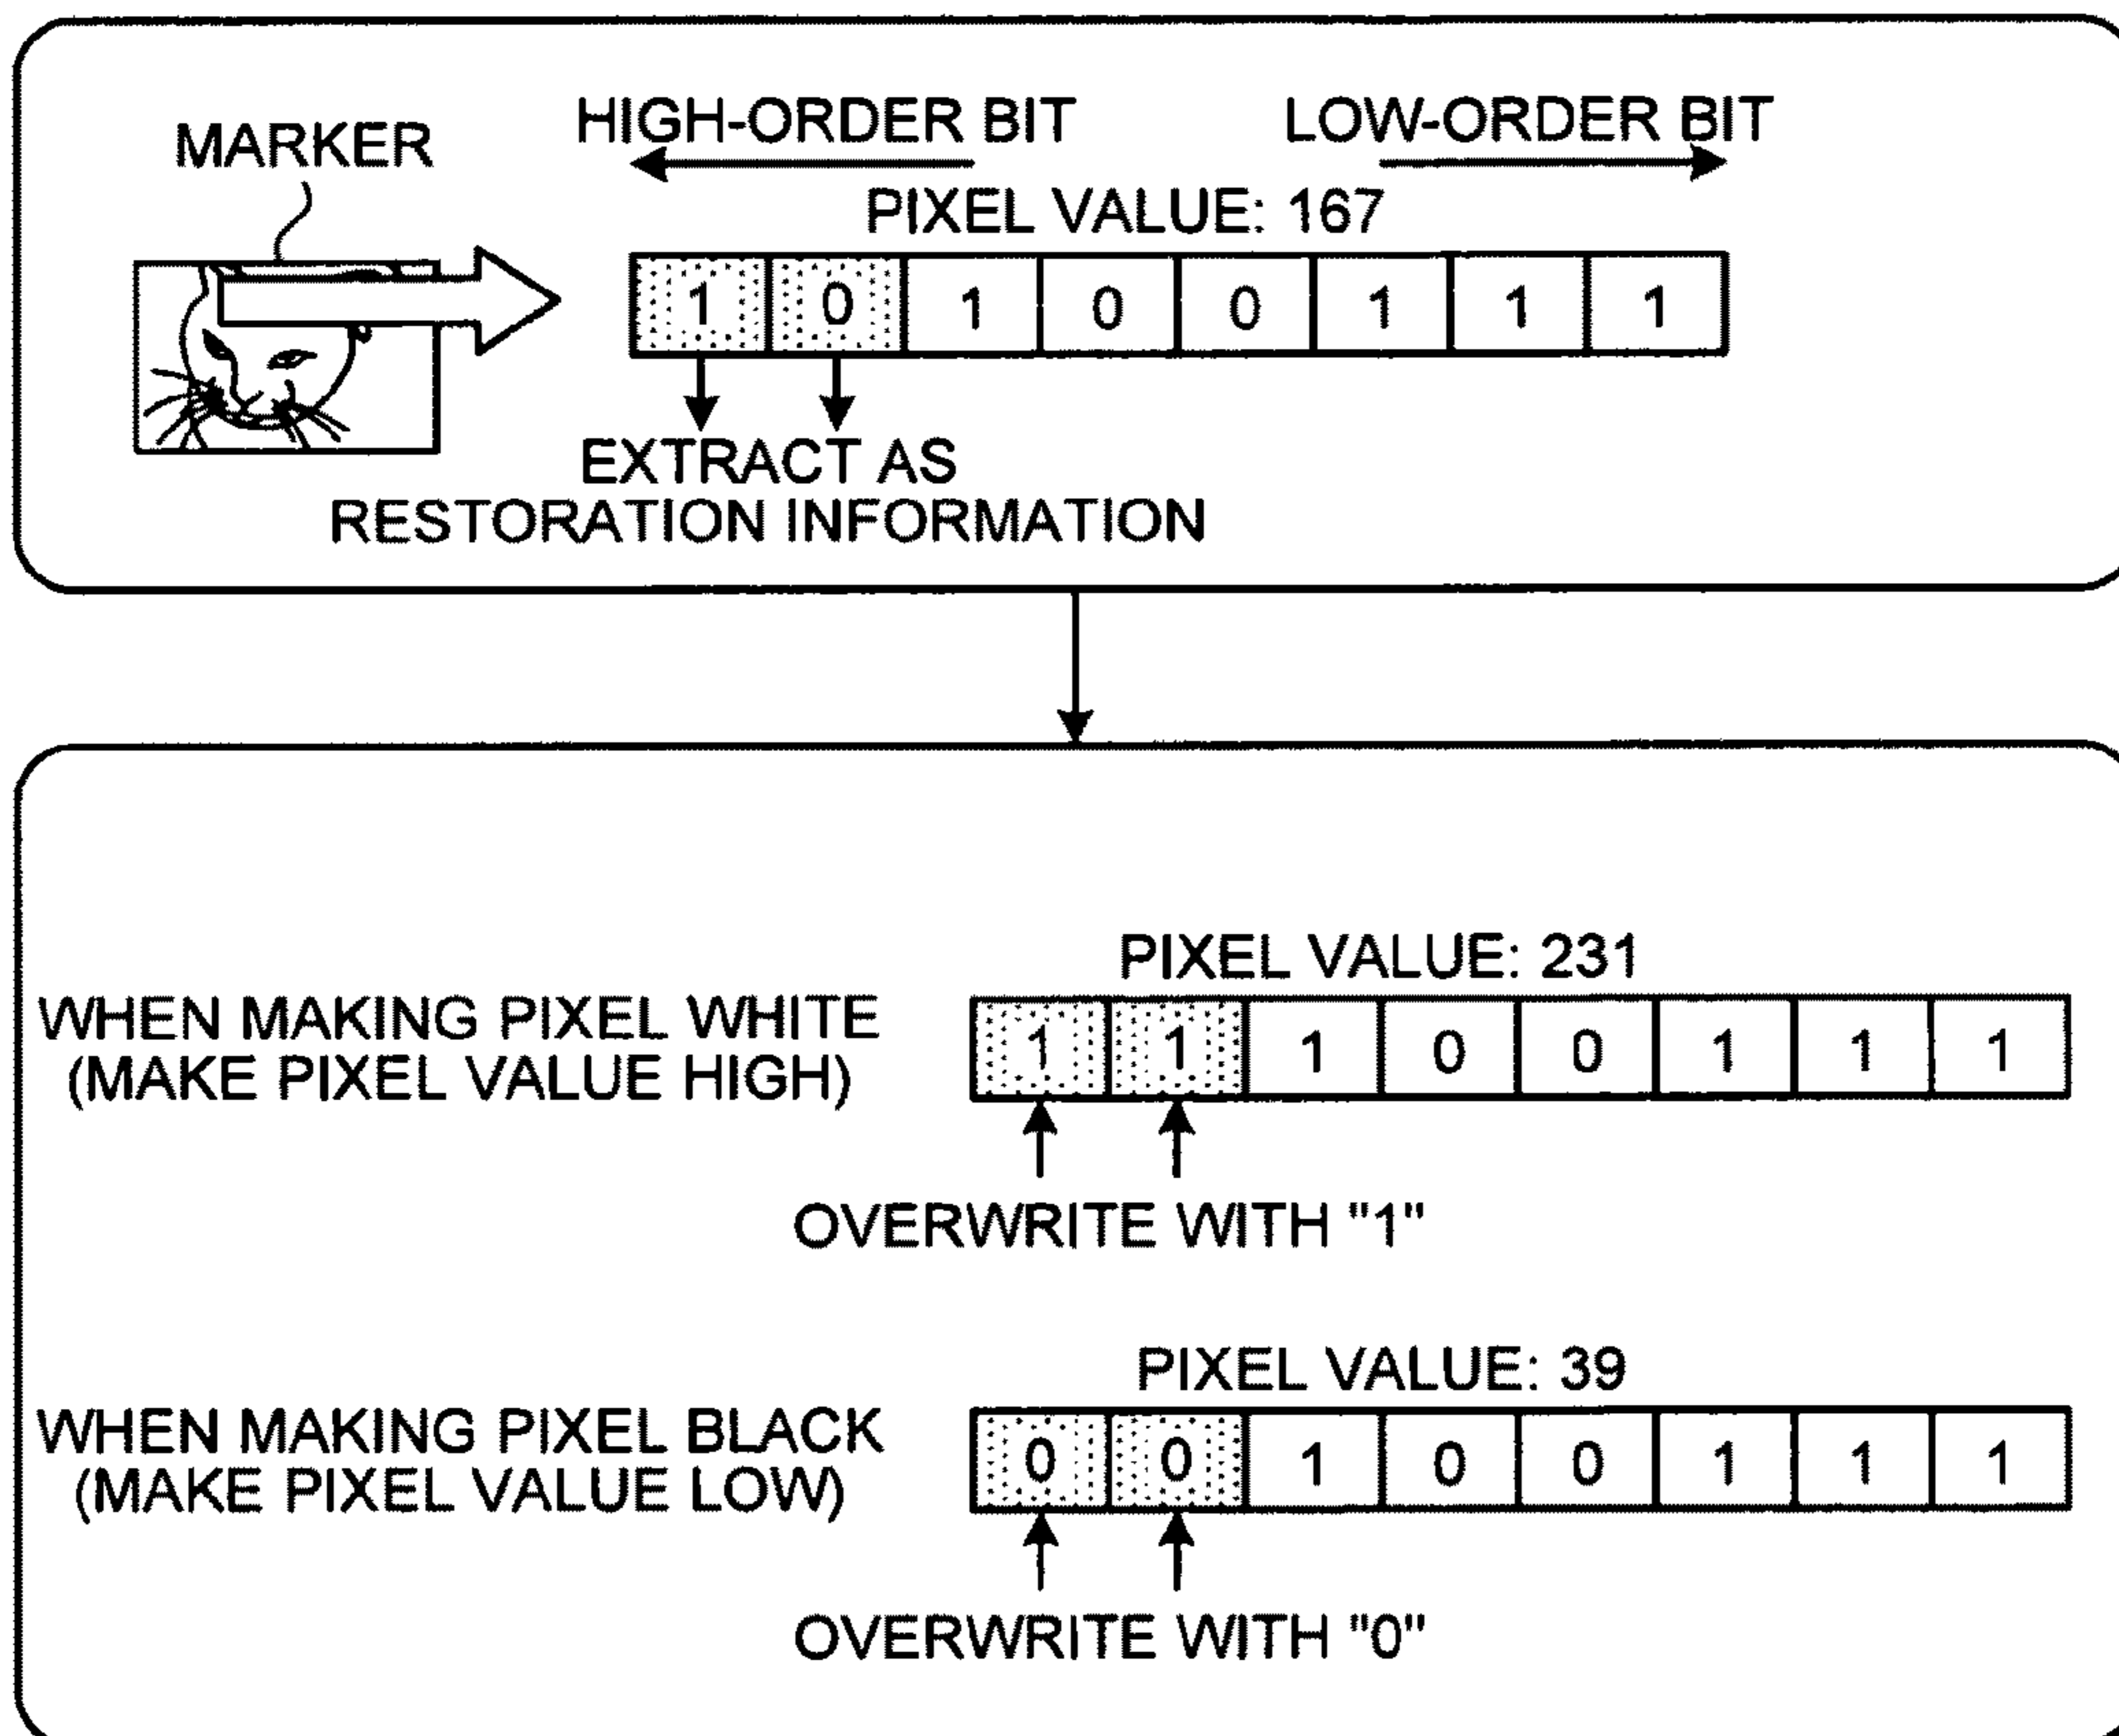 MARKER
HIGH-ORDER BIT
LOW-ORDER BIT
PIXEL VALUE: 167
1 0 1 0 0 1 1 1
EXTRACT AS
RESTORATION INFORMATION
PIXEL VALUE: 231
WHEN MAKING PIXEL WHITE
(MAKE PIXEL VALUE HIGH)
1 1 1 0 0 1 1 1
OVERWRITE WITH "1"
PIXEL VALUE: 39
WHEN MAKING PIXEL BLACK
(MAKE PIXEL VALUE LOW)
0 0 1 0 0 1 1 1
OVERWRITE WITH "0"